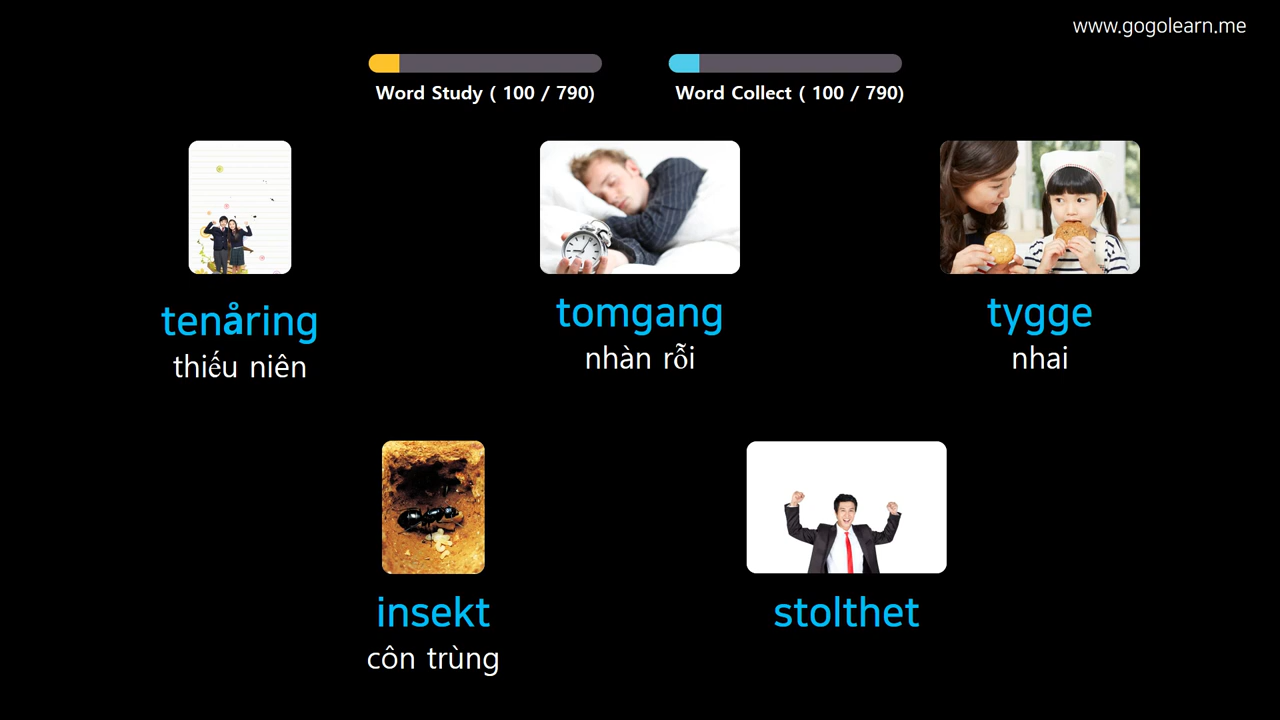 www.gogolearn.me
Word Study ( 100 / 790)
Word Collect ( 100 / 790)
tenåring
thiếu niên
tomgang
nhàn rỗi
tygge
nhai
insekt
côn trùng
stolthet